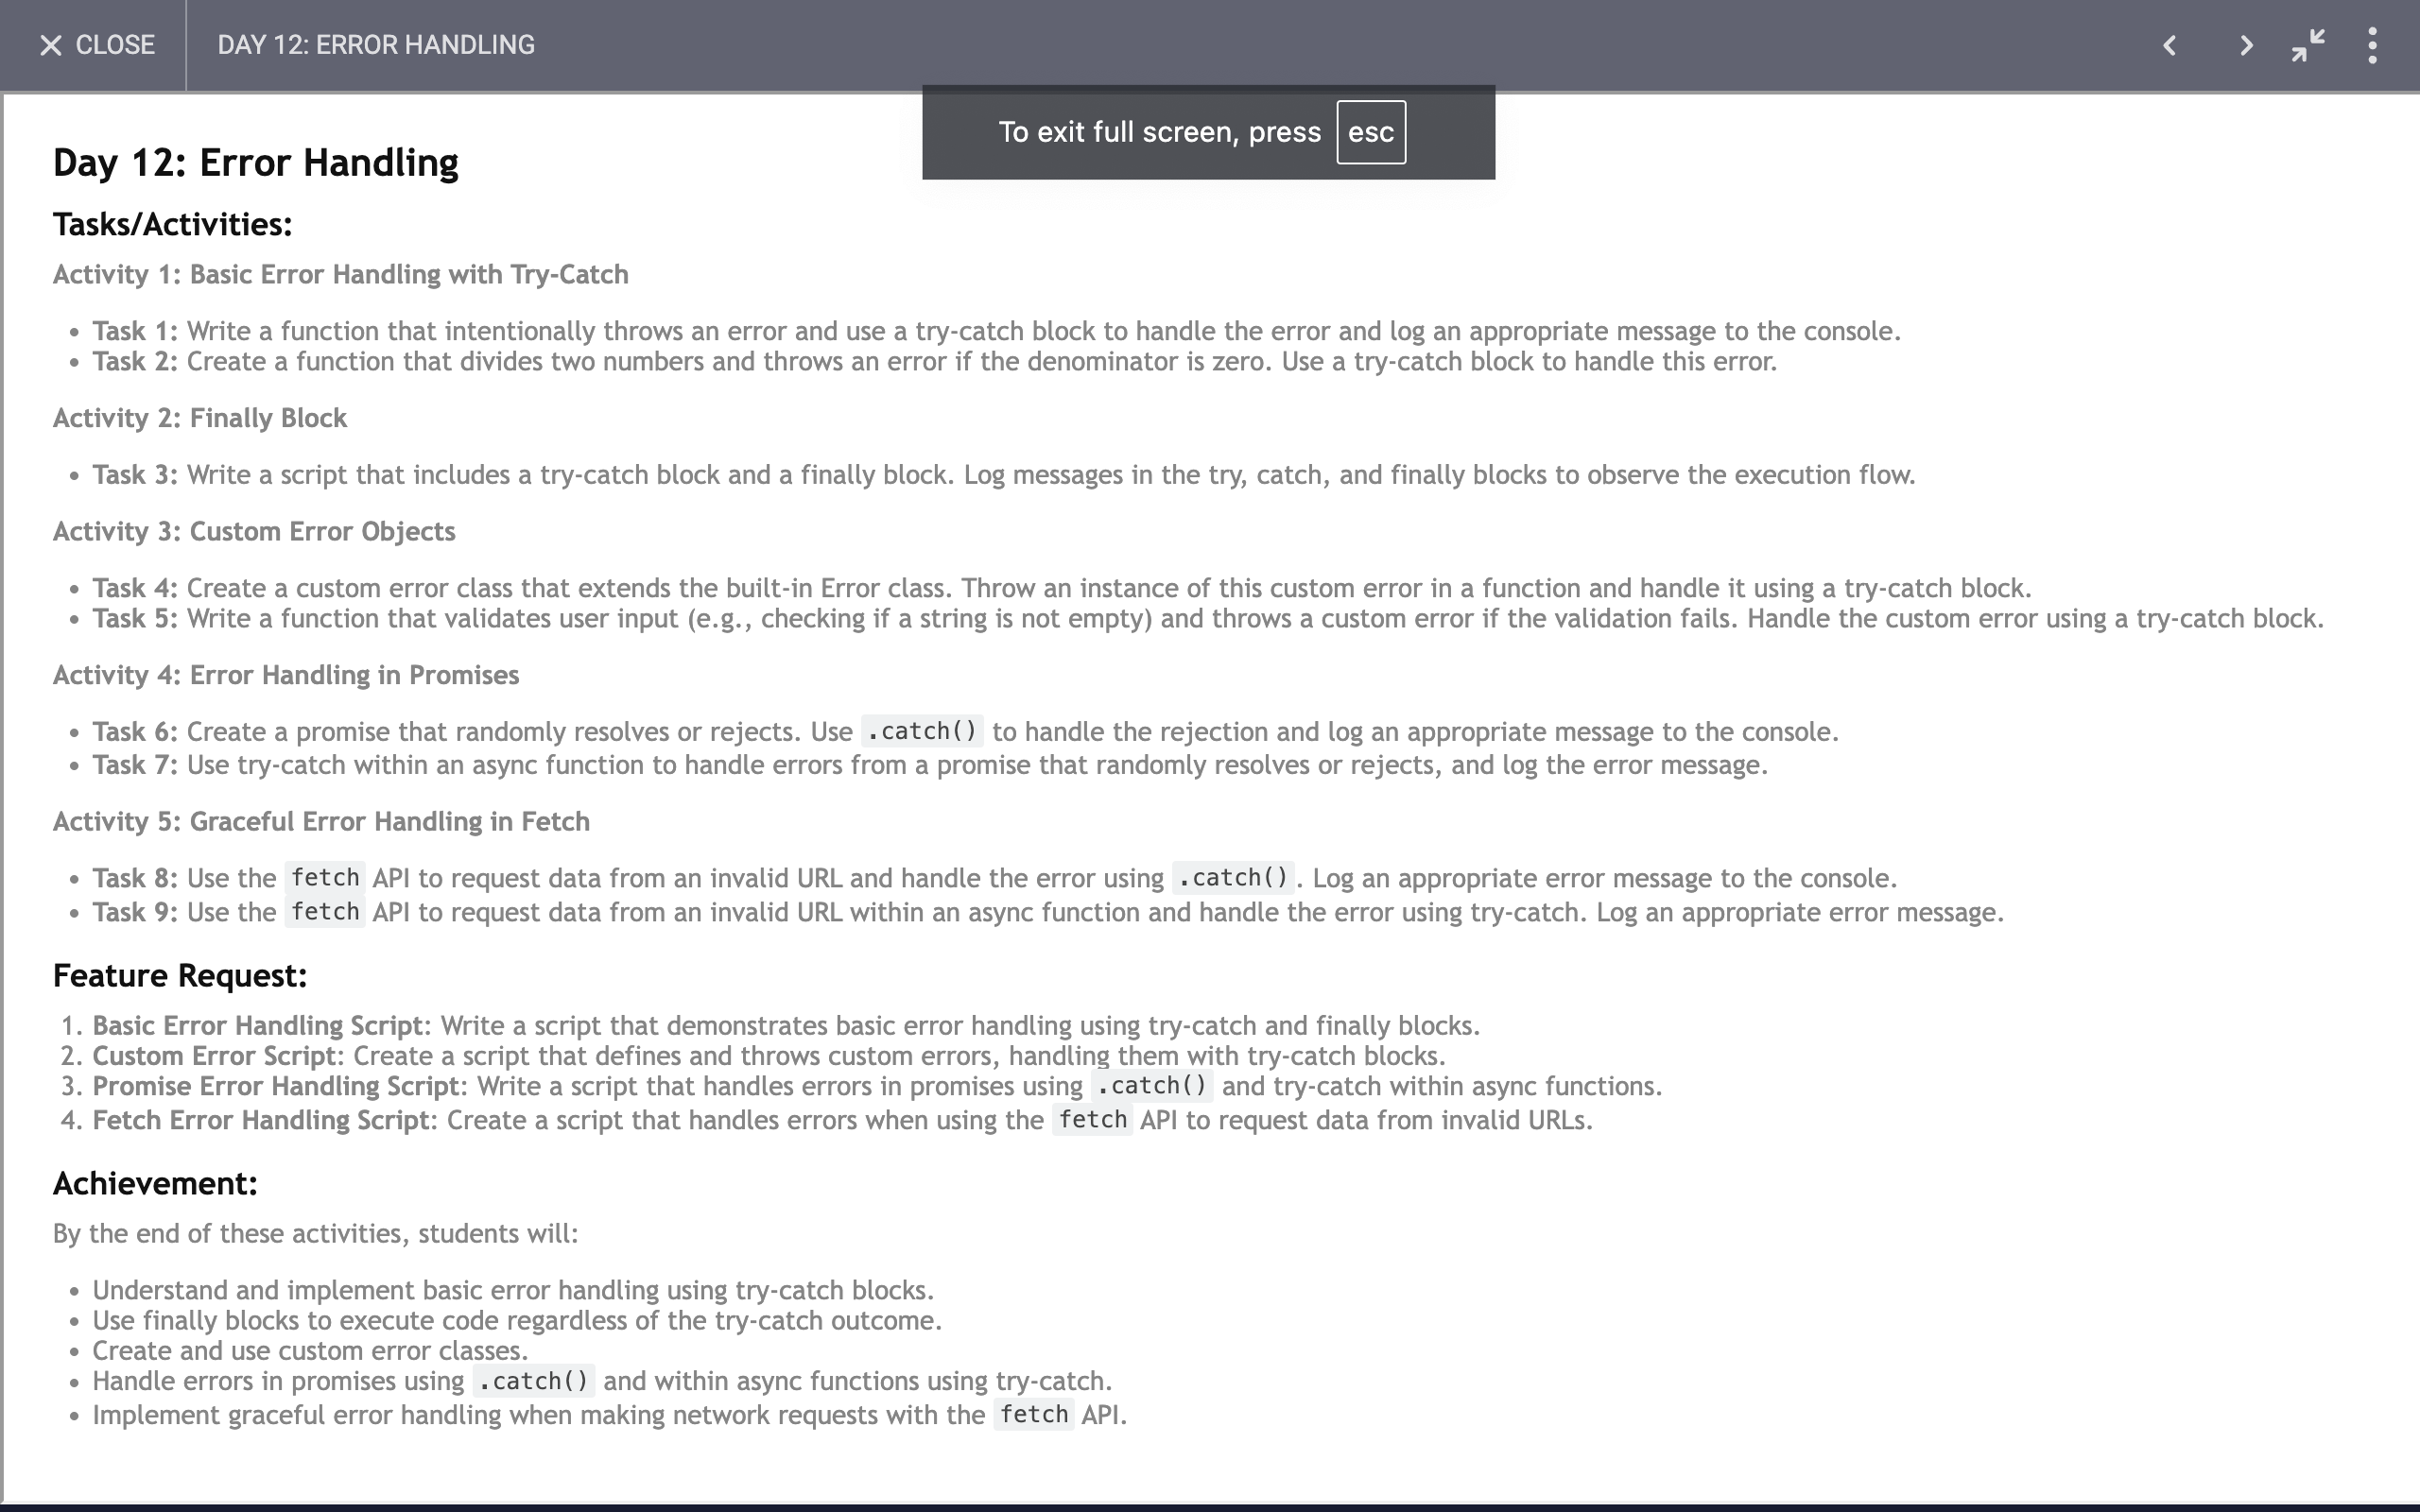 CLOSE
DAY 12: ERROR HANDLING
To exit full screen, press esc
Day 12: Error Handling
Tasks/Activities:
Activity 1: Basic Error Handling with Try-Catch
• Task 1: Write a function that intentionally throws an error and use a try-catch block to handle the error and log an appropriate message to the console.
• Task 2: Create a function that divides two numbers and throws an error if the denominator is zero. Use a try-catch block to handle this error.
Activity 2: Finally Block
• Task 3: Write a script that includes a try-catch block and a finally block. Log messages in the try, catch, and finally blocks to observe the execution flow.
Activity 3: Custom Error Objects
• Task 4: Create a custom error class that extends the built-in Error class. Throw an instance of this custom error in a function and handle it using a try-catch block.
• Task 5: Write a function that validates user input (e.g., checking if a string is not empty) and throws a custom error if the validation fails. Handle the custom error using a try-catch block.
Activity 4: Error Handling in Promises
• Task 6: Create a promise that randomly resolves or rejects. Use .catch() to handle the rejection and log an appropriate message to the console.
• Task 7: Use try-catch within an async function to handle errors from a promise that randomly resolves or rejects, and log the error message.
Activity 5: Graceful Error Handling in Fetch
• Task 8: Use the fetch API to request data from an invalid URL and handle the error using .catch(). Log an appropriate error message to the console.
• Task 9: Use the fetch API to request data from an invalid URL within an async function and handle the error using try-catch. Log an appropriate error message.
Feature Request:
1. Basic Error Handling Script: Write a script that demonstrates basic error handling using try-catch and finally blocks.
2. Custom Error Script: Create a script that defines and throws custom errors, handling them with try-catch blocks.
3. Promise Error Handling Script: Write a script that handles errors in promises using .catch() and try-catch within async functions.
4. Fetch Error Handling Script: Create a script that handles errors when using the fetch API to request data from invalid URLs.
Achievement:
By the end of these activities, students will:
• Understand and implement basic error handling using try-catch blocks.
• Use finally blocks to execute code regardless of the try-catch outcome.
• Create and use custom error classes.
• Handle errors in promises using .catch() and within async functions using try-catch.
• Implement graceful error handling when making network requests with the fetch API.